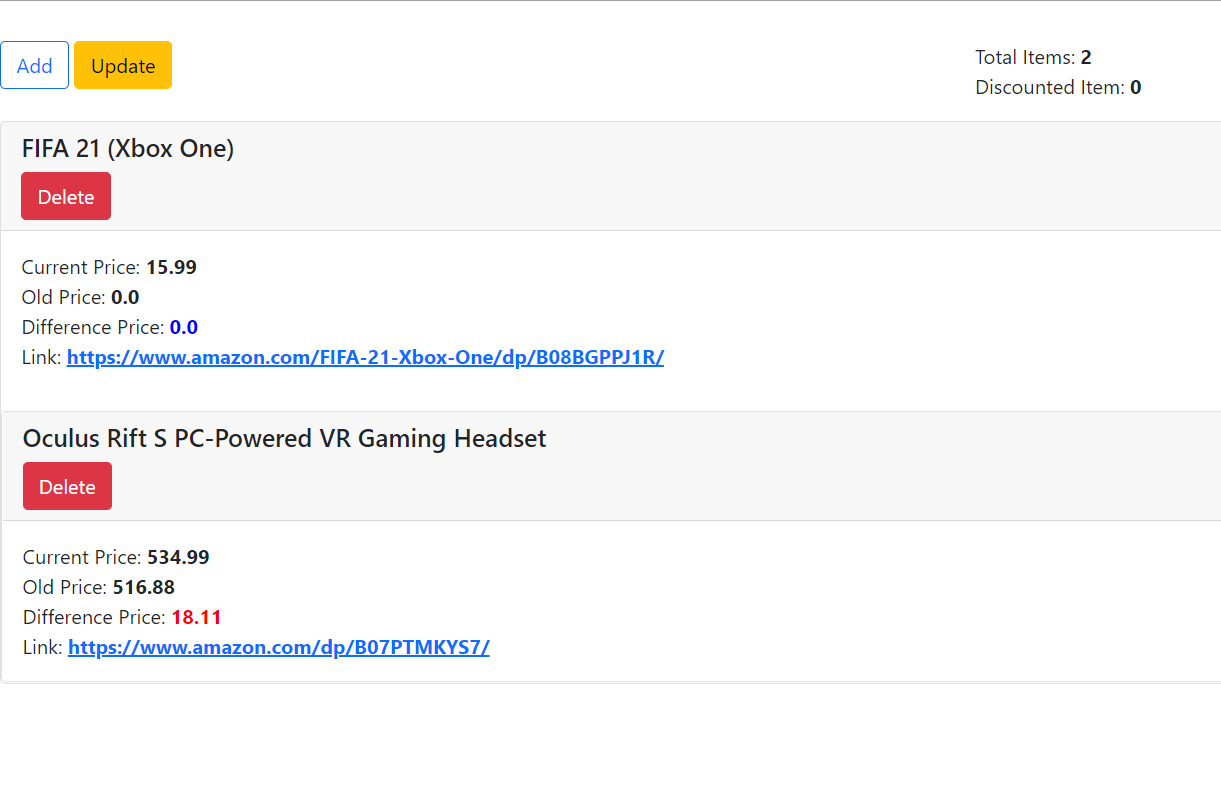 Add Update
Total Items: 2
Discounted Item: 0
FIFA 21 (Xbox One)
Delete
Current Price: 15.99
Old Price: 0.0
Difference Price: 0.0
Link: https://www.amazon.com/FIFA-21-Xbox-One/dp/B08BGPPJ1R/
Oculus Rift S PC-Powered VR Gaming Headset
Delete
Current Price: 534.99
Old Price: 516.88
Difference Price: 18.11
Link: https://www.amazon.com/dp/B07PTMKYS7/